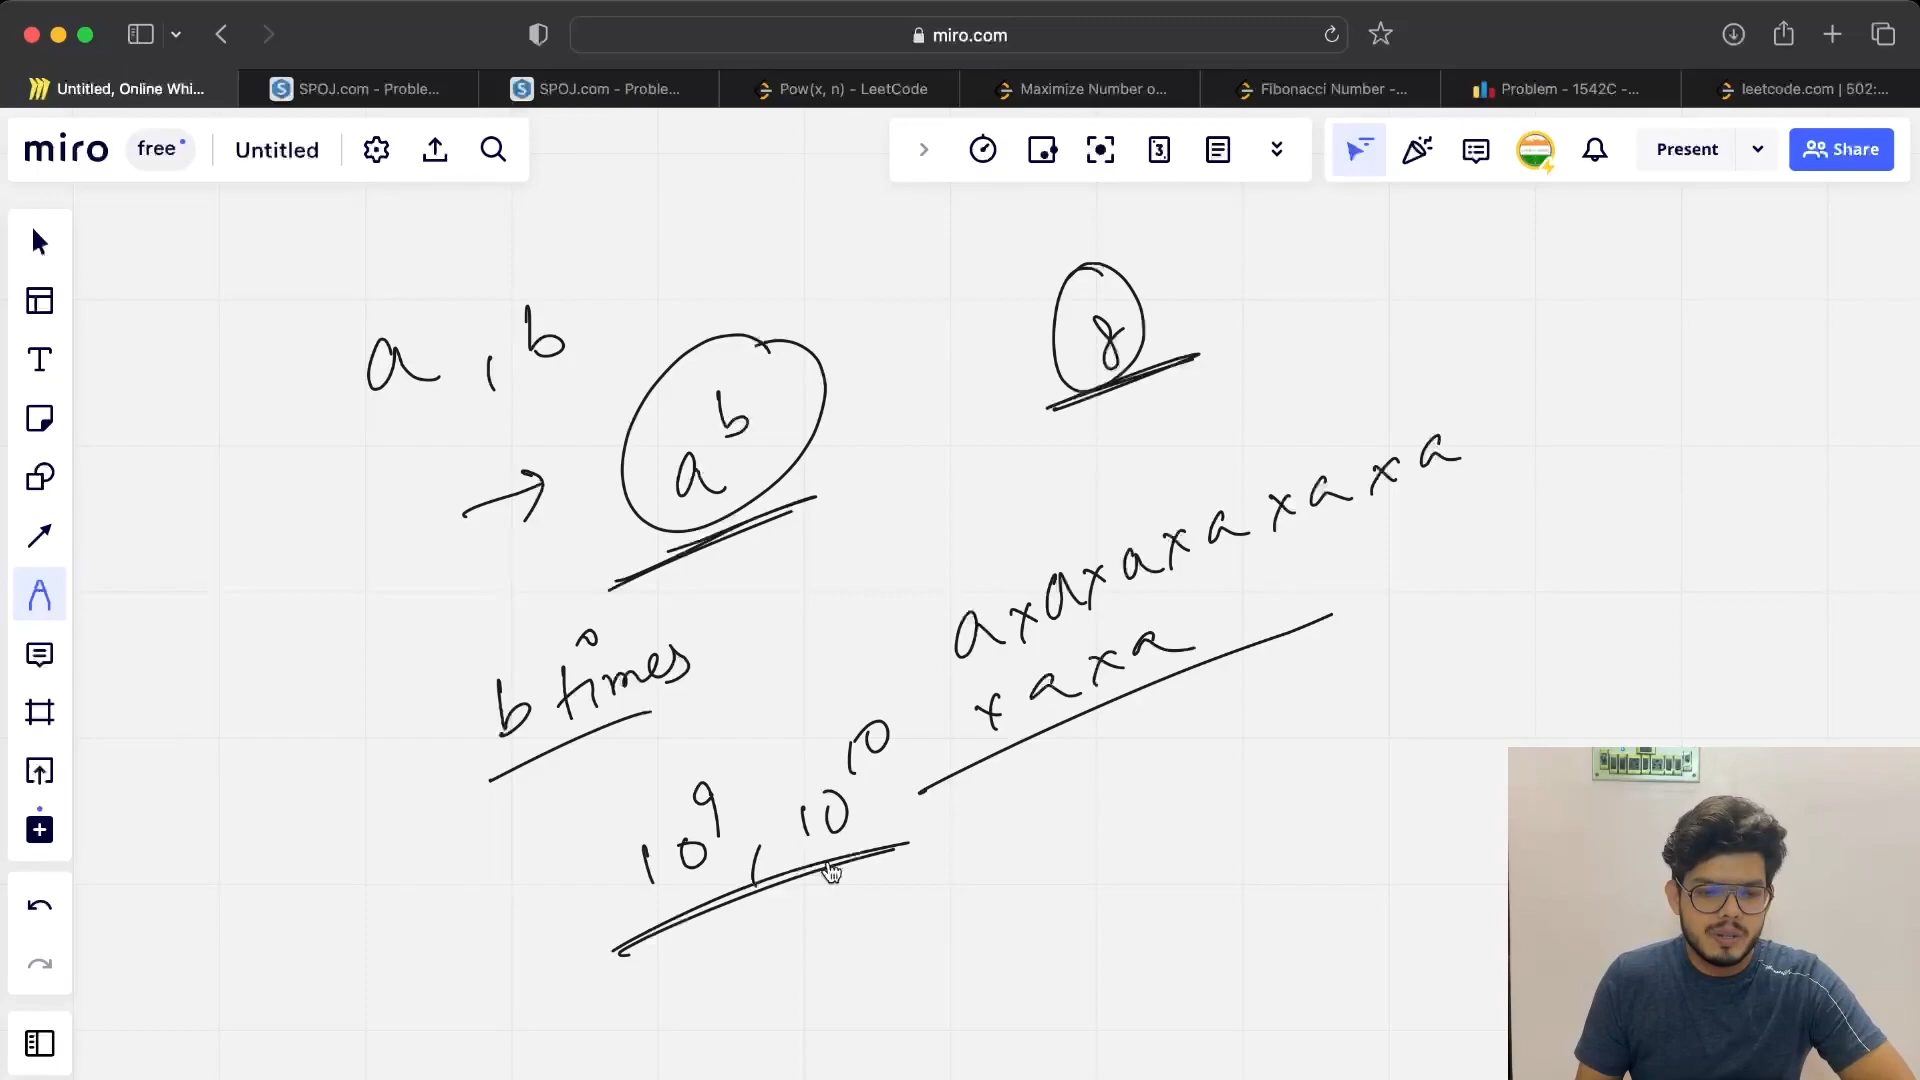 miro.com
Untitled, Online Whi...
SPOJ.com - Proble...
SPOJ.com - Proble...
Pow(x, n) - LeetCode
Maximize Number o...
Fibonacci Number -...
Problem - 1542C -...
leetcode.com | 502:...
miro
free
Untitled
3
Present
Share
a , b
a^b
8
a x a x a x a x a x a
x a x a
b times
10^9 , 10^10